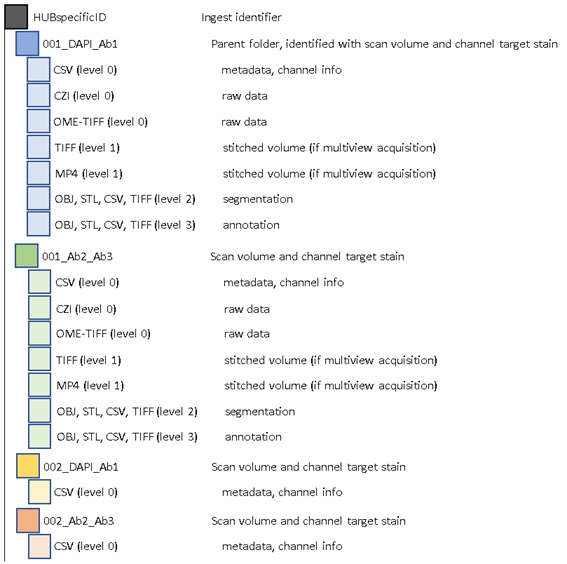 HUBspecificID Ingest identifier
001_DAPI_Ab1 Parent folder, identified with scan volume and channel target stain
CSV (level 0) metadata, channel info
CZI (level 0) raw data
OME-TIFF (level 0) raw data
TIFF (level 1) stitched volume (if multiview acquisition)
MP4 (level 1) stitched volume (if multiview acquisition)
OBJ, STL, CSV, TIFF (level 2) segmentation
OBJ, STL, CSV, TIFF (level 3) annotation
001_Ab2_Ab3 Scan volume and channel target stain
CSV (level 0) metadata, channel info
CZI (level 0) raw data
OME-TIFF (level 0) raw data
TIFF (level 1) stitched volume (if multiview acquisition)
MP4 (level 1) stitched volume (if multiview acquisition)
OBJ, STL, CSV, TIFF (level 2) segmentation
OBJ, STL, CSV, TIFF (level 3) annotation
002_DAPI_Ab1 Scan volume and channel target stain
CSV (level 0) metadata, channel info
002_Ab2_Ab3 Scan volume and channel target stain
CSV (level 0) metadata, channel info